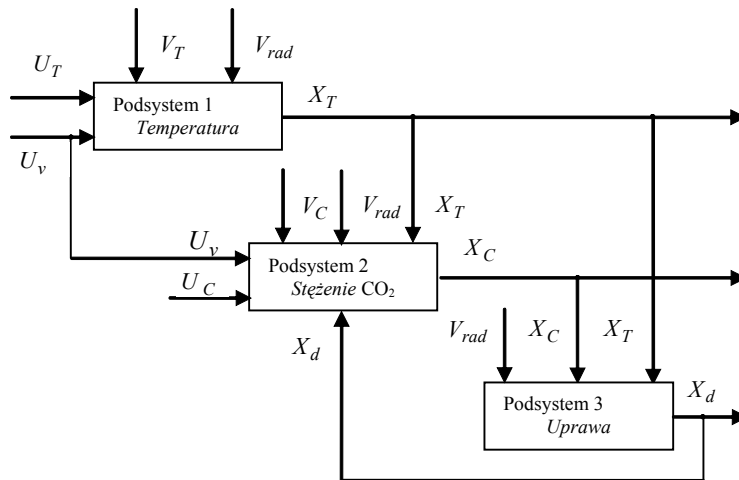 V_T V_rad
U_T
Podsystem 1
Temperatura
X_T
U_v
V_C V_rad X_T
U_v
Podsystem 2
Stężenie CO₂
X_C
U_C
X_d
V_rad X_C X_T
Podsystem 3
Uprawa
X_d